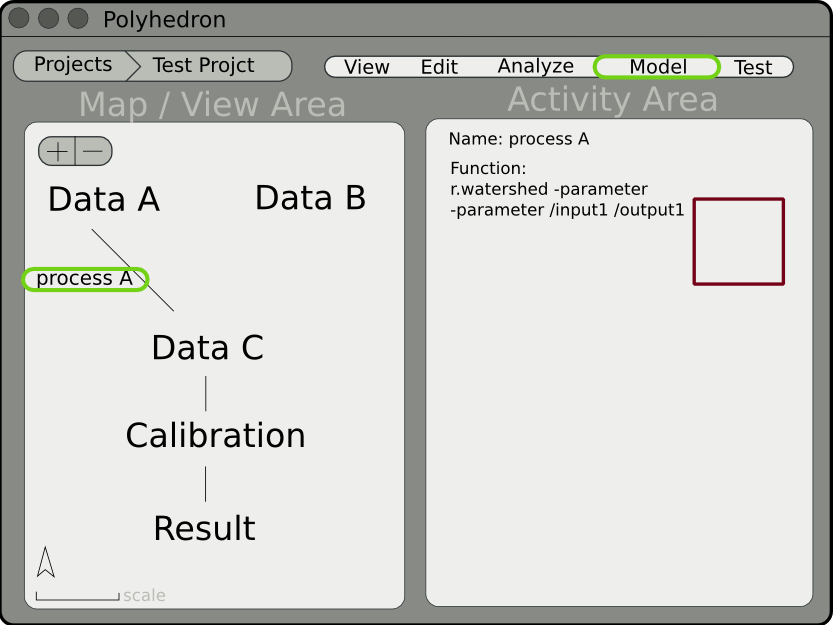 Polyhedron
Projects Test Projct
View Edit Analyze Model Test
Map / View Area
Activity Area
+ −
Data A Data B
process A
Data C
Calibration
Result
scale
Name: process A
Function:
r.watershed -parameter
-parameter /input1 /output1